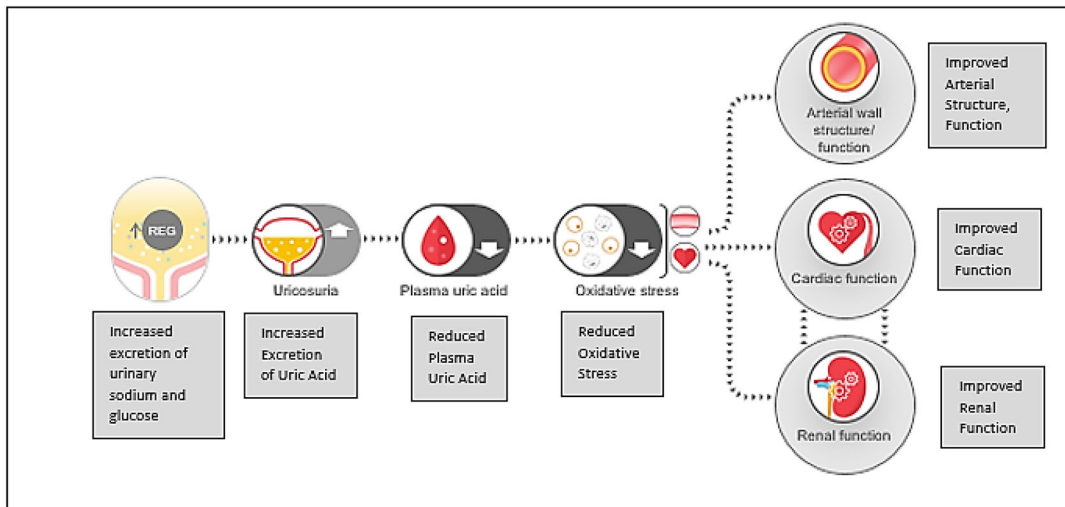 Arterial wall
structure/
function
Improved
Arterial
Structure,
Function
REG
Uricosuria
Plasma uric acid
Oxidative stress
Cardiac function
Improved
Cardiac
Function
Increased
excretion of
urinary
sodium and
glucose
Increased
Excretion
of Uric Acid
Reduced
Plasma
Uric Acid
Reduced
Oxidative
Stress
Renal function
Improved
Renal
Function